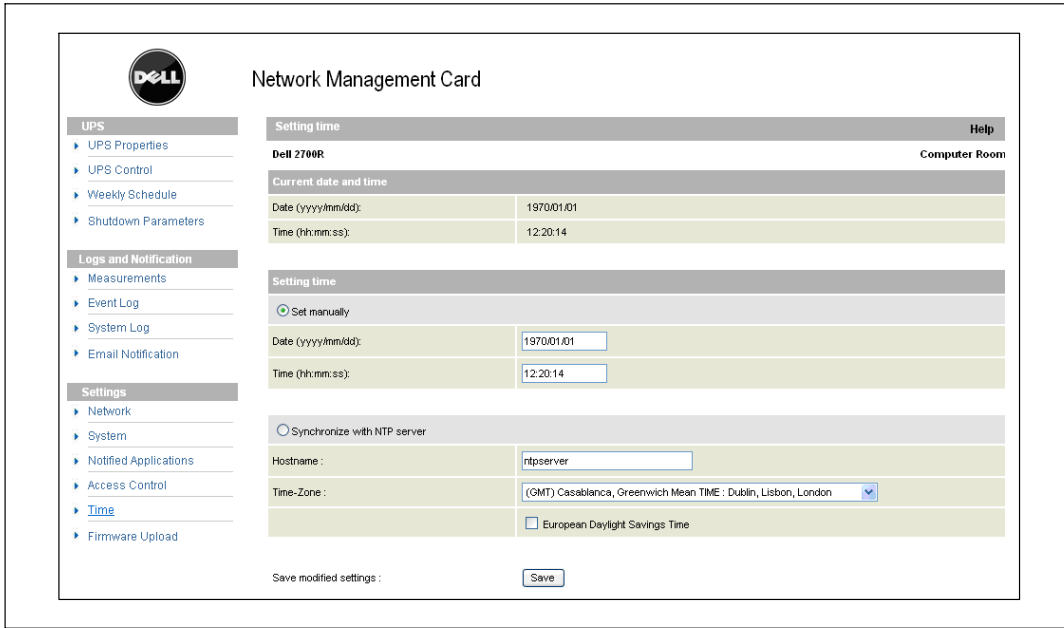 DELL
Network Management Card
UPS
UPS Properties
UPS Control
Weekly Schedule
Shutdown Parameters
Logs and Notification
Measurements
Event Log
System Log
Email Notification
Settings
Network
System
Notified Applications
Access Control
Time
Firmware Upload
Setting time Help
Dell 2700R Computer Room
Current date and time
Date (yyyy/mm/dd): 1970/01/01
Time (hh:mm:ss): 12:20:14
Setting time
Set manually
Date (yyyy/mm/dd): 1970/01/01
Time (hh:mm:ss): 12:20:14
Synchronize with NTP server
Hostname : ntpserver
Time-Zone : (GMT) Casablanca, Greenwich Mean TIME : Dublin, Lisbon, London
European Daylight Savings Time
Save modified settings : Save